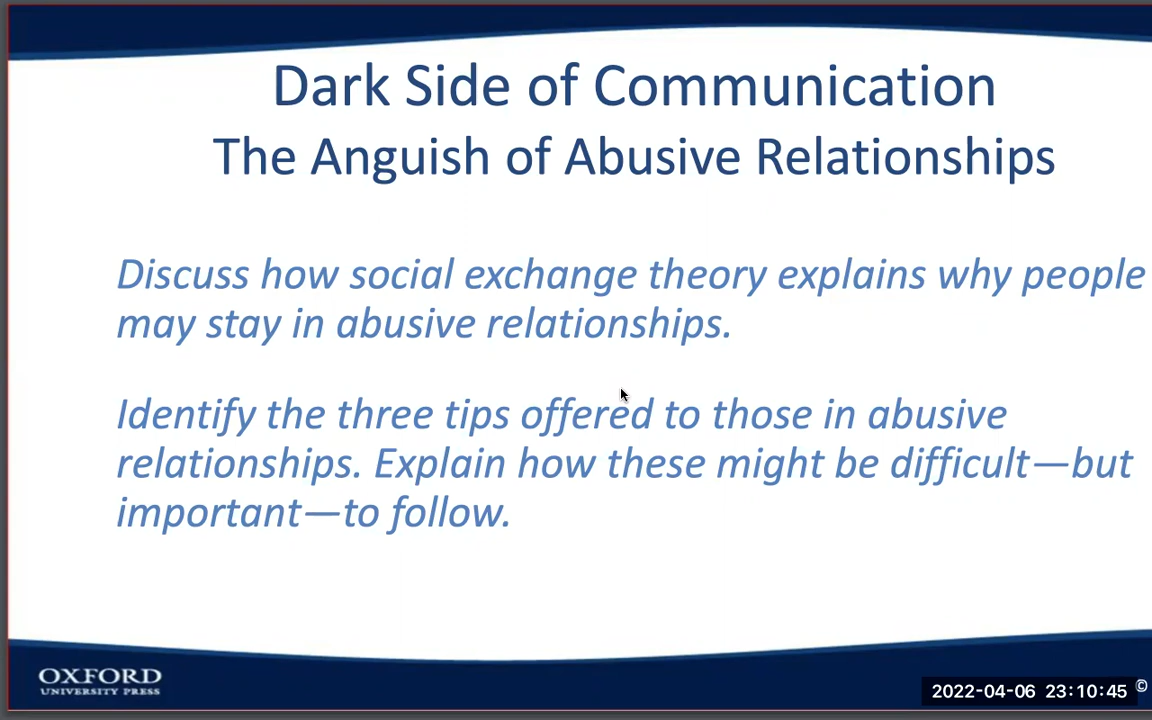 Dark Side of Communication
The Anguish of Abusive Relationships
Discuss how social exchange theory explains why people
may stay in abusive relationships.
Identify the three tips offered to those in abusive
relationships. Explain how these might be difficult—but
important—to follow.
OXFORD
UNIVERSITY PRESS
2022-04-06 23:10:45 ©